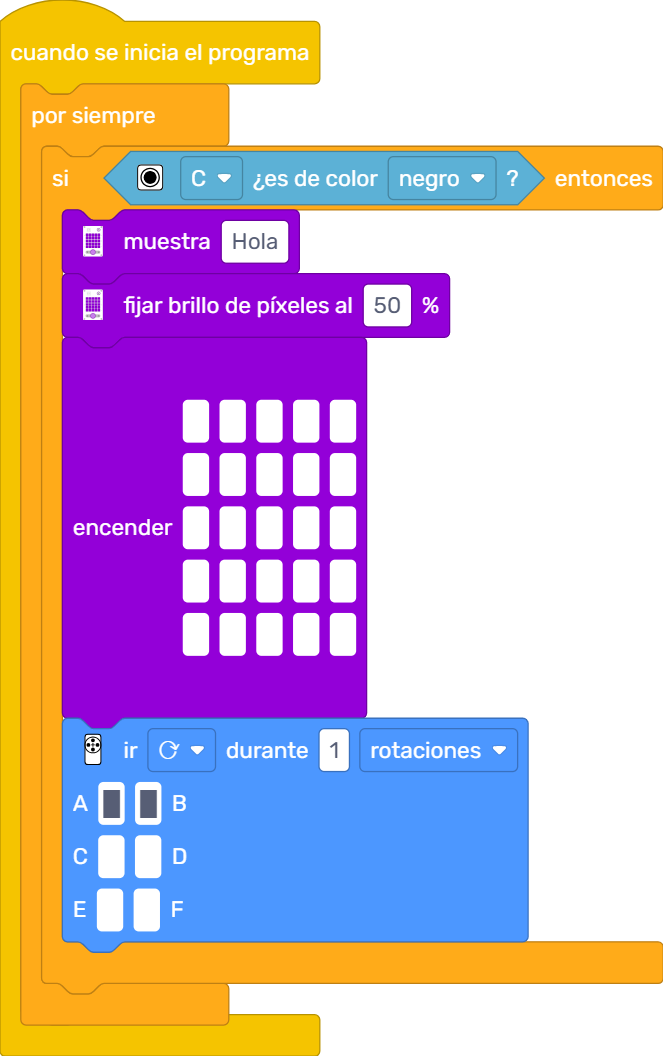 cuando se inicia el programa
por siempre
si C ¿es de color negro ? entonces
muestra Hola
fijar brillo de píxeles al 50 %
encender
ir durante 1 rotaciones
A B
C D
E F